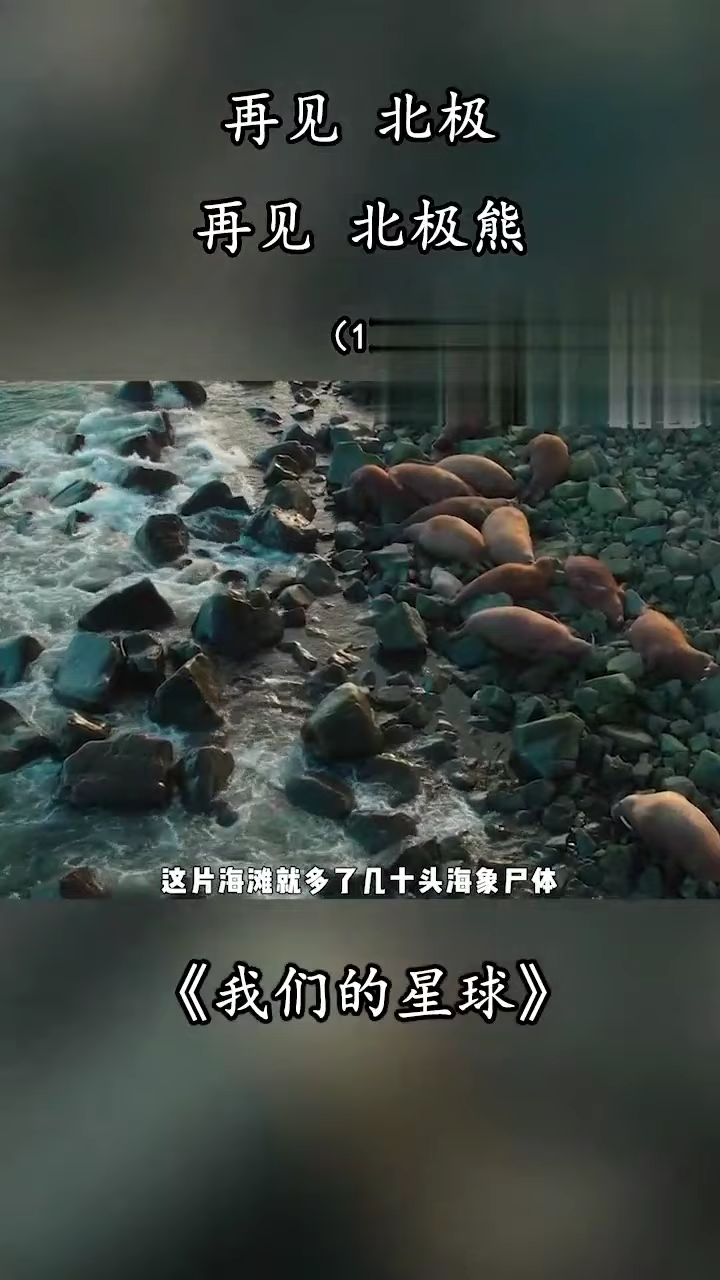 再见 北极
再见 北极熊
（1
这片海滩就多了几十头海象尸体
《我们的星球》